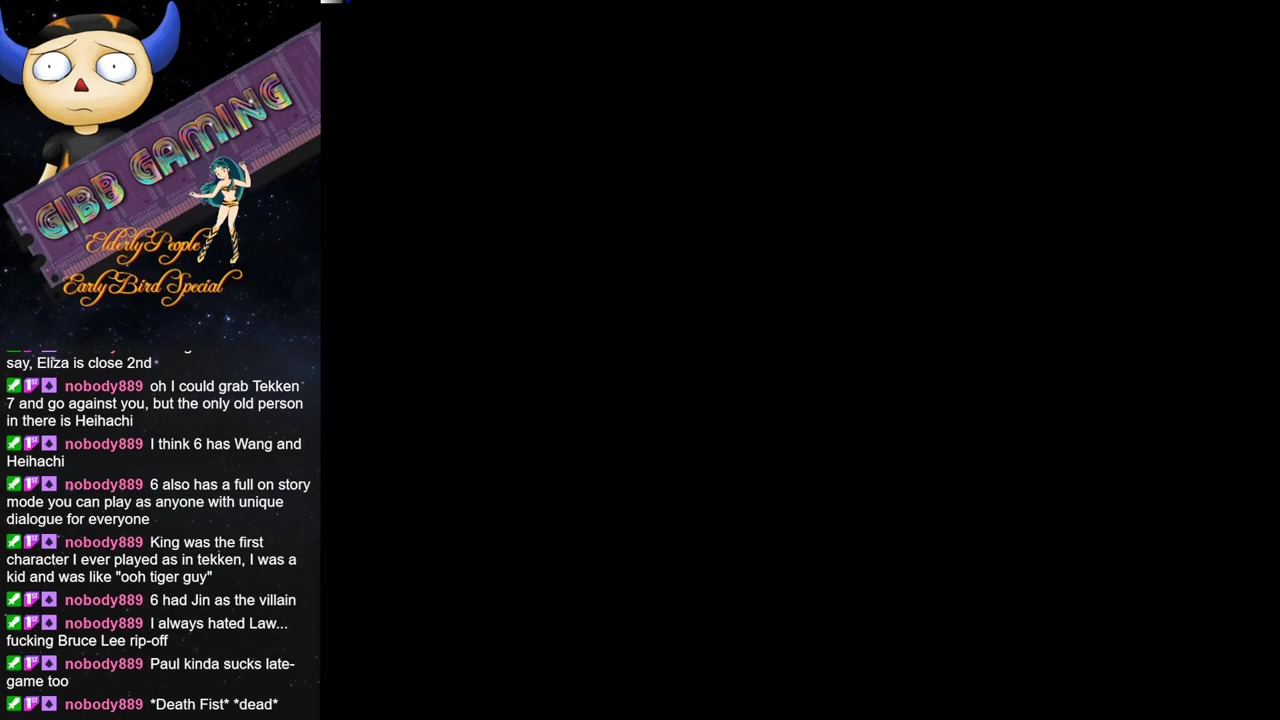 GIBB GAMING
Elderly People
Early Bird Special
say, Eliza is close 2nd
nobody889 oh I could grab Tekken
7 and go against you, but the only old person
in there is Heihachi
nobody889 I think 6 has Wang and
Heihachi
nobody889 6 also has a full on story
mode you can play as anyone with unique
dialogue for everyone
nobody889 King was the first
character I ever played as in tekken, I was a
kid and was like "ooh tiger guy"
nobody889 6 had Jin as the villain
nobody889 I always hated Law...
fucking Bruce Lee rip-off
nobody889 Paul kinda sucks late-
game too
nobody889 *Death Fist* *dead*